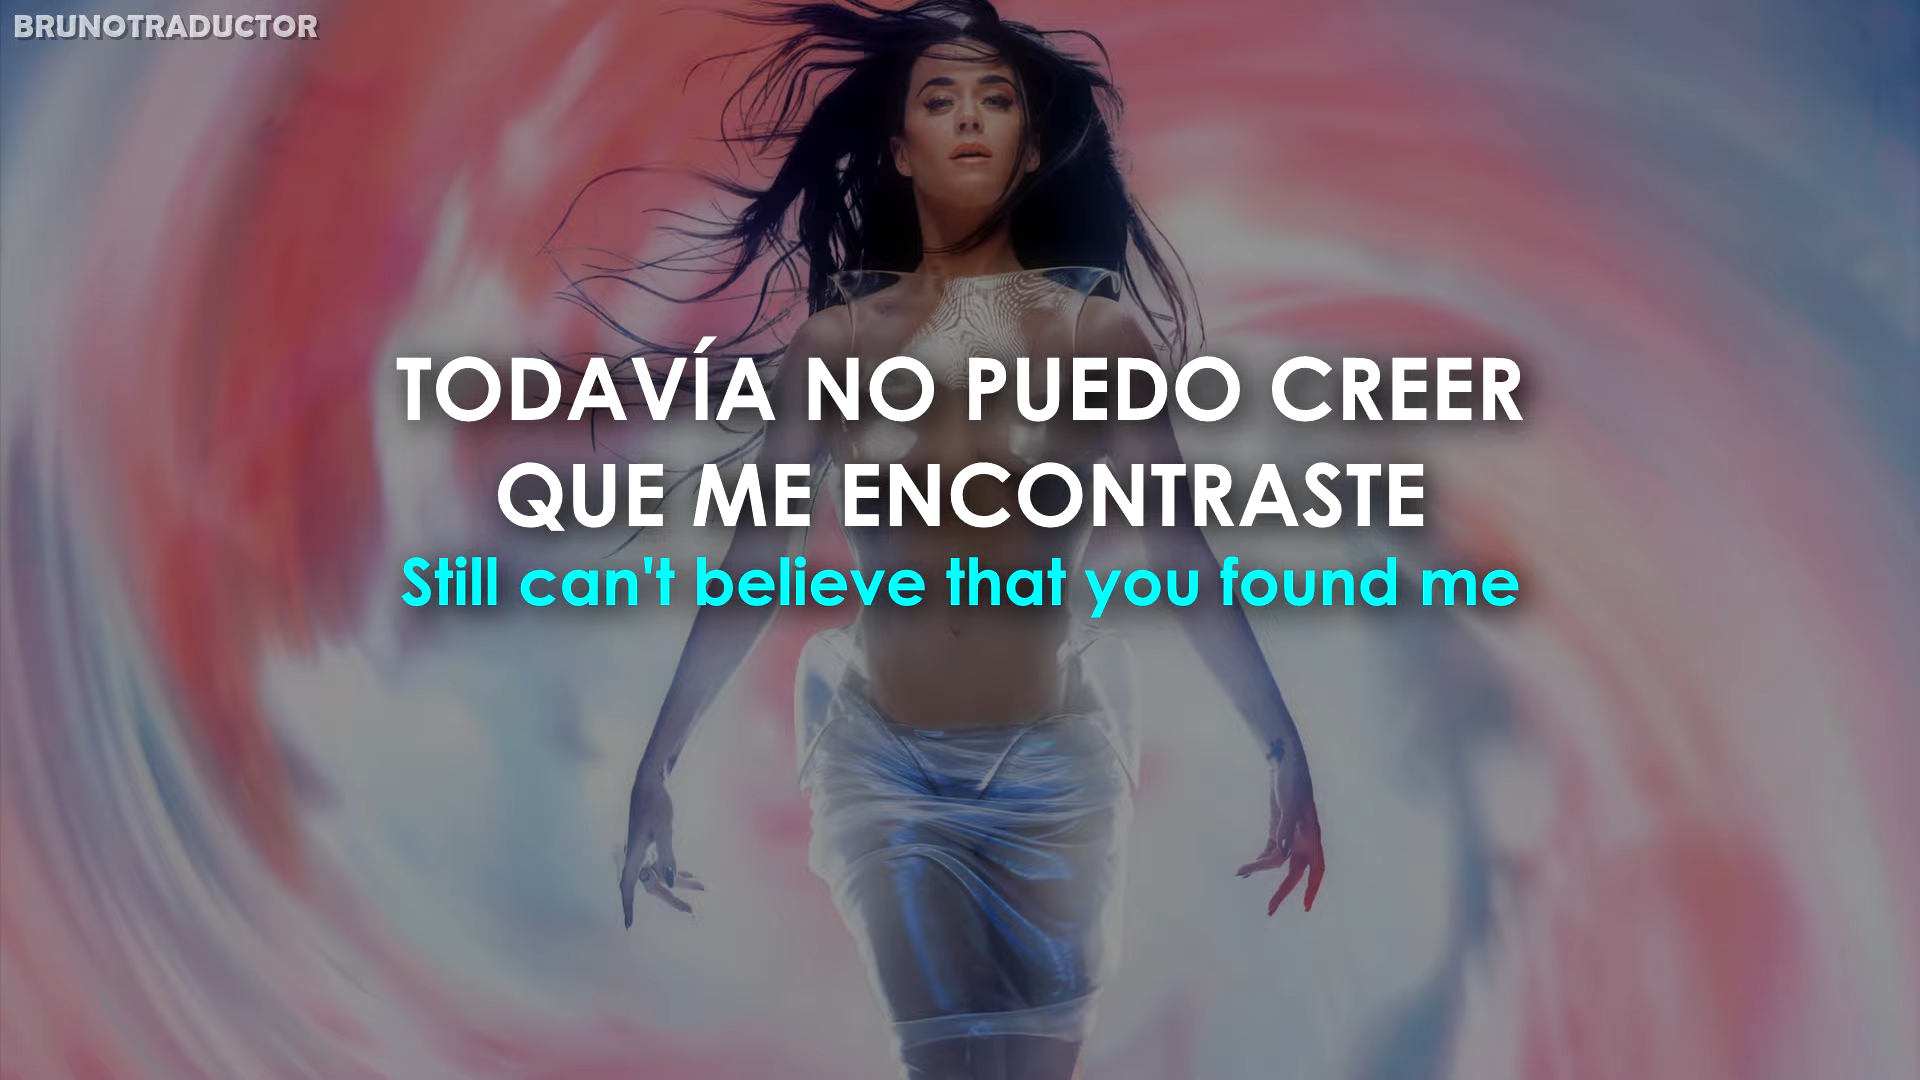 BRUNOTRADUCTOR
TODAVÍA NO PUEDO CREER
QUE ME ENCONTRASTE
Still can't believe that you found me